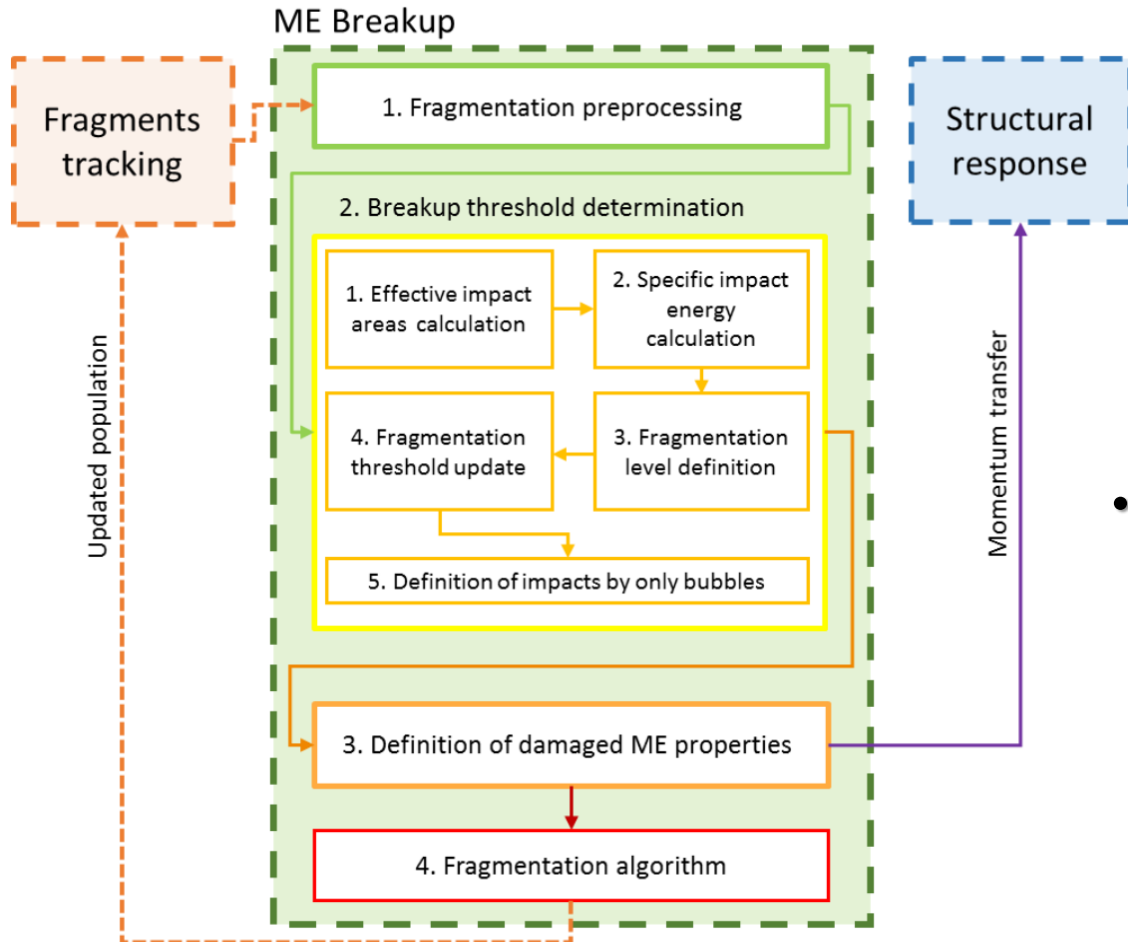 ME Breakup
Fragments
tracking
1. Fragmentation preprocessing
Structural
response
2. Breakup threshold determination
1. Effective impact
areas calculation
2. Specific impact
energy
calculation
4. Fragmentation
threshold update
3. Fragmentation
level definition
5. Definition of impacts by only bubbles
Updated population
Momentum transfer
•
3. Definition of damaged ME properties
4. Fragmentation algorithm